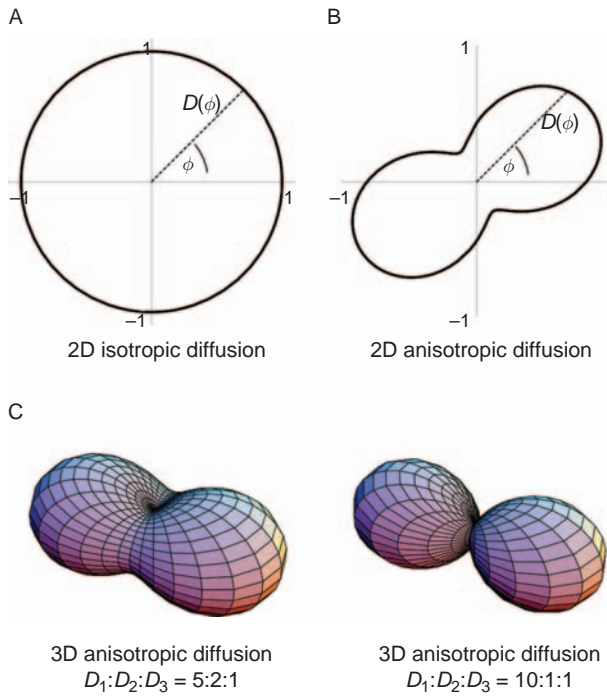 A
1
D(ϕ)
ϕ
–1
1
–1
2D isotropic diffusion
B
1
D(ϕ)
ϕ
–1
1
–1
2D anisotropic diffusion
C
3D anisotropic diffusion
D₁:D₂:D₃ = 5:2:1
3D anisotropic diffusion
D₁:D₂:D₃ = 10:1:1